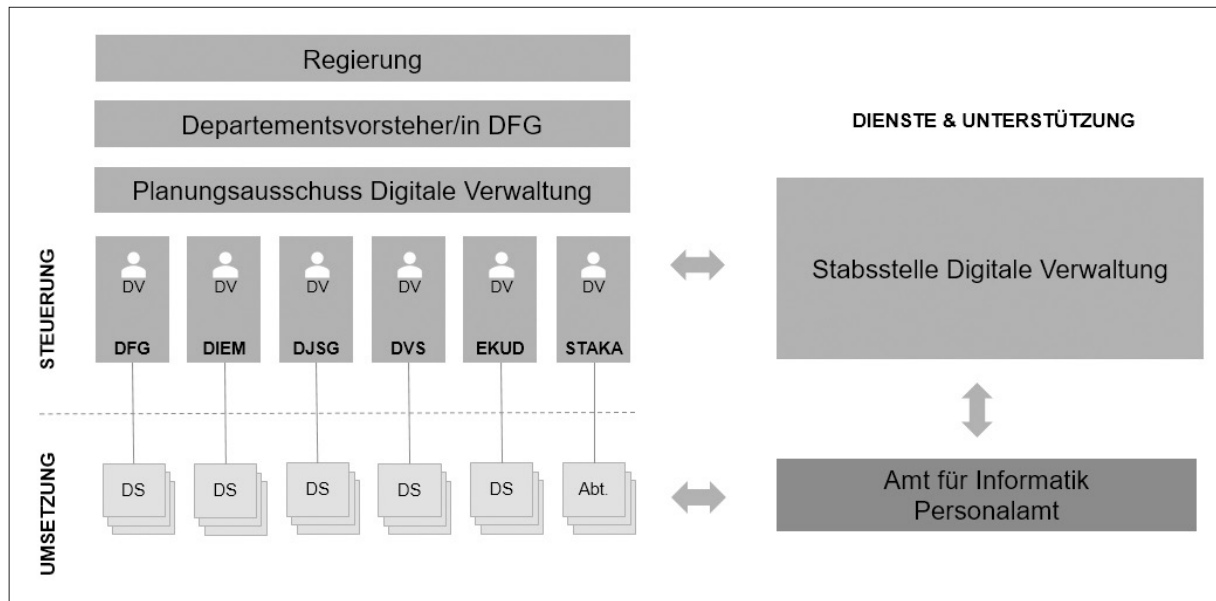 Regierung
Departementsvorsteher/in DFG
Planungsausschuss Digitale Verwaltung
STEUERUNG
DV DV DV DV DV DV
DFG DIEM DJSG DVS EKUD STAKA
UMSETZUNG
DS DS DS DS DS Abt.
DIENSTE & UNTERSTÜTZUNG
Stabsstelle Digitale Verwaltung
Amt für Informatik
Personalamt